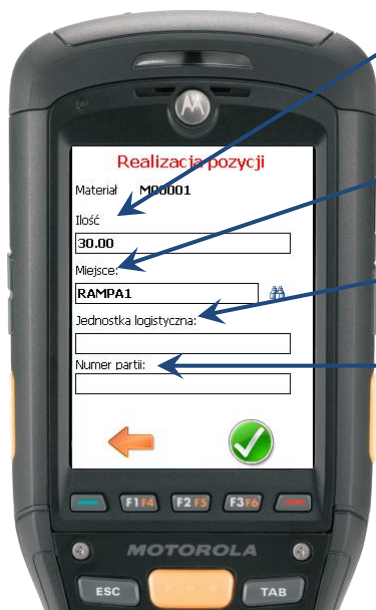 Realizacja pozycji
Materiał M00001
Ilość
30.00
Miejsce:
RAMPA1
Jednostka logistyczna:
Numer partii:
F1 F4 F2 F5 F3 F6
MOTOROLA
ESC TAB